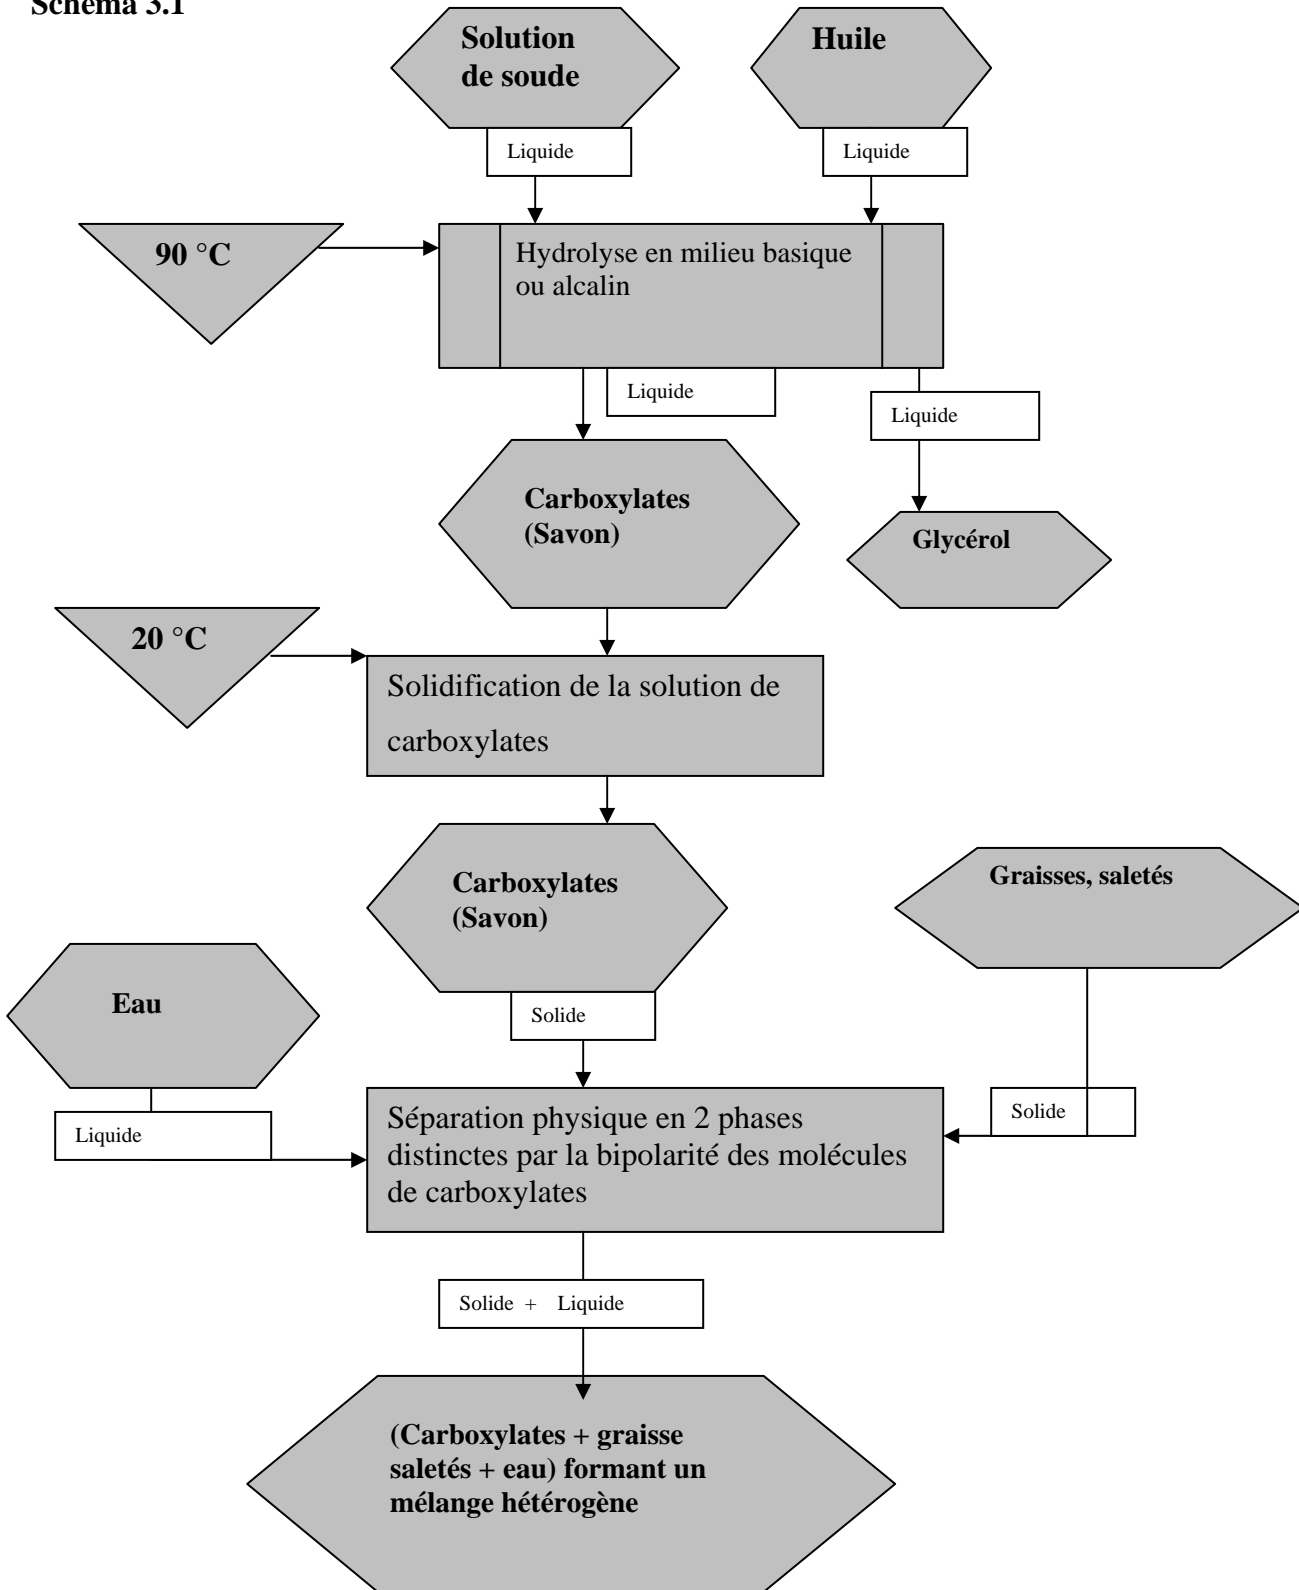 Schéma 3.1
Solution
de soude
Huile
Liquide
Liquide
90 °C
Hydrolyse en milieu basique
ou alcalin
Liquide
Liquide
Carboxylates
(Savon)
Glycérol
20 °C
Solidification de la solution de
carboxylates
Carboxylates
(Savon)
Graisses, saletés
Eau
Solide
Solide
Liquide
Séparation physique en 2 phases
distinctes par la bipolarité des molécules
de carboxylates
Solide + Liquide
(Carboxylates + graisse
saletés + eau) formant un
mélange hétérogène